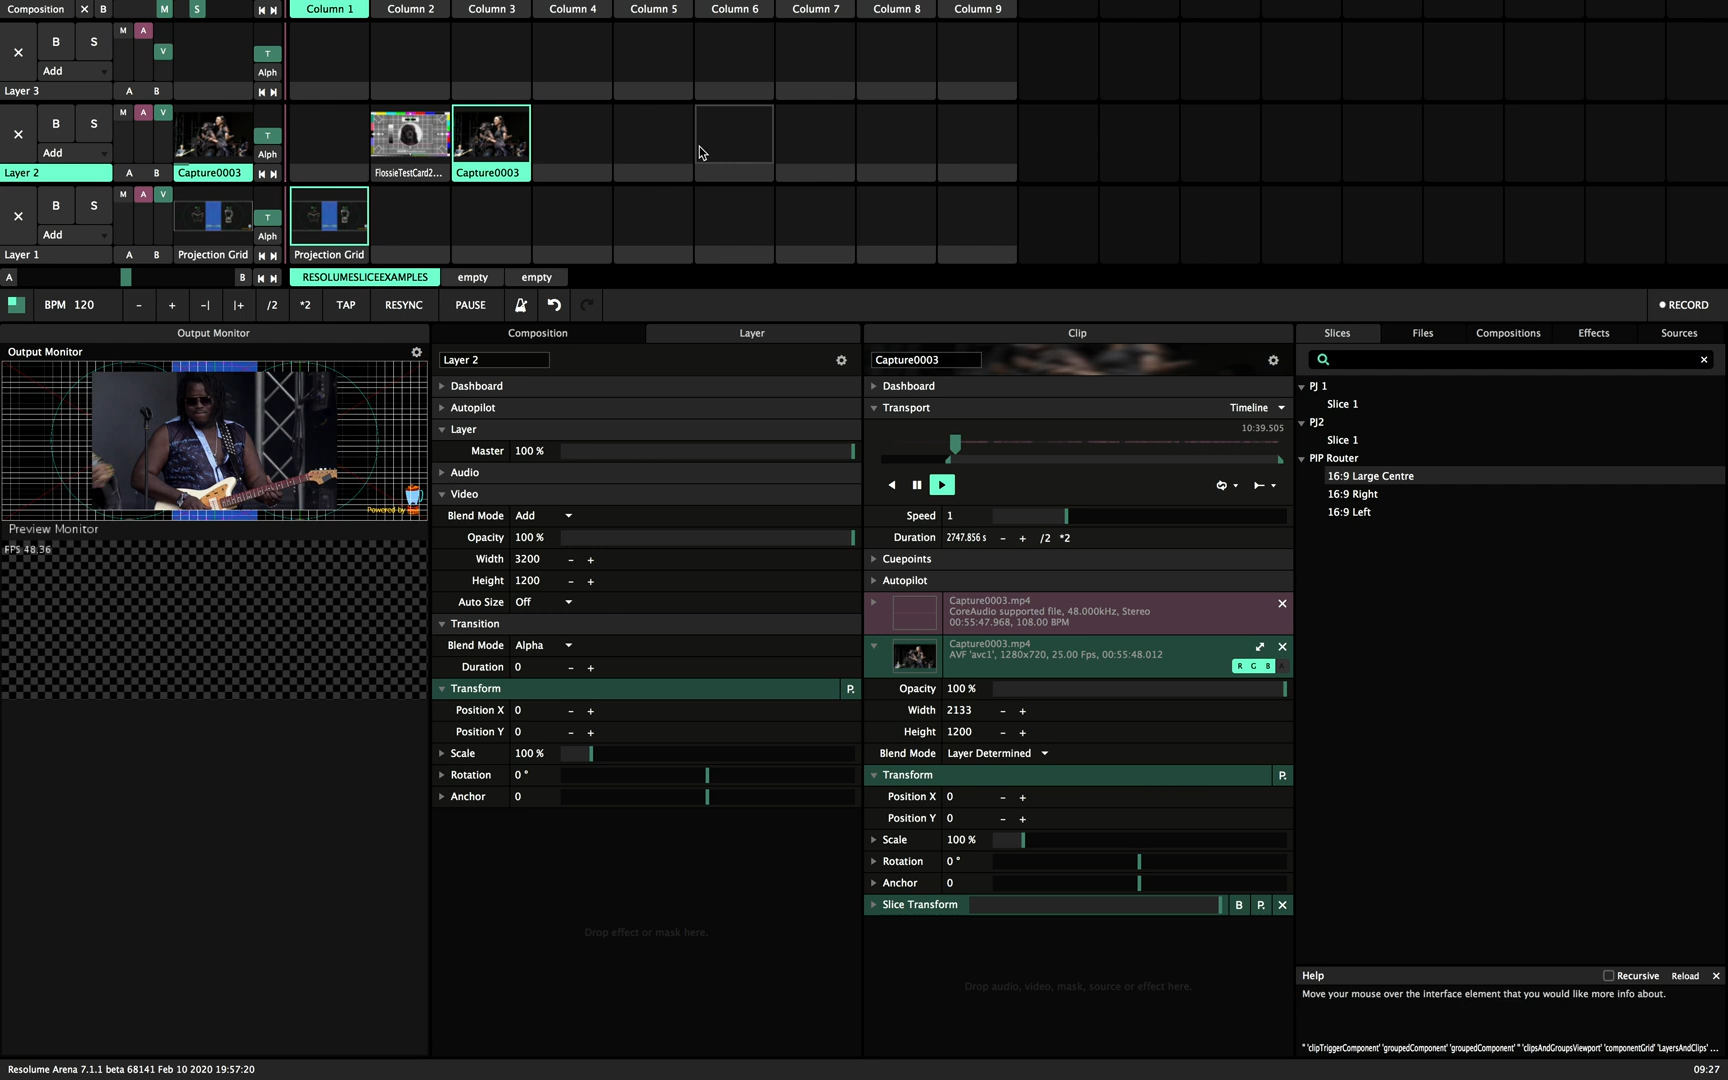 Composition X B M S Column 1 Column 2 Column 3 Column 4 Column 5 Column 6 Column 7 Column 8 Column 9
B S M A V T
Add Alph
Layer 3 A B
B S M A V T
Add Alph
Layer 2 A B Capture0003 FlossieTestCard2... Capture0003
B S M A V T
Add Alph
Layer 1 A B Projection Grid Projection Grid
A B RESOLUMESLICEEXAMPLES empty empty
BPM 120 - + -| |+ /2 *2 TAP RESYNC PAUSE RECORD
Output Monitor
Output Monitor
Powered by
Preview Monitor
FPS 48.36
Composition Layer
Layer 2
Dashboard
Autopilot
Layer
Master 100 %
Audio
Video
Blend Mode Add
Opacity 100 %
Width 3200 - +
Height 1200 - +
Auto Size Off
Transition
Blend Mode Alpha
Duration 0 - +
Transform P.
Position X 0 - +
Position Y 0 - +
Scale 100 %
Rotation 0 °
Anchor 0
Drop effect or mask here.
Clip
Capture0003
Dashboard
Transport Timeline
10:39.505
Speed 1
Duration 2747.856 s - + /2 *2
Cuepoints
Autopilot
Capture0003.mp4
CoreAudio supported file, 48.000kHz, Stereo
00:55:47.968, 108.00 BPM
Capture0003.mp4
AVF 'avc1', 1280x720, 25.00 Fps, 00:55:48.012
R G B A
Opacity 100 %
Width 2133 - +
Height 1200 - +
Blend Mode Layer Determined
Transform P.
Position X 0 - +
Position Y 0 - +
Scale 100 %
Rotation 0 °
Anchor 0
Slice Transform B P. X
Drop audio, video, mask, source or effect here.
Slices Files Compositions Effects Sources
PJ 1
Slice 1
PJ2
Slice 1
PIP Router
16:9 Large Centre
16:9 Right
16:9 Left
Help Recursive Reload
Move your mouse over the interface element that you would like more info about.
" 'clipTriggerComponent' 'groupedComponent' 'groupedComponent' " 'clipsAndGroupsViewport' 'componentGrid' 'LayersAndClips' ...
Resolume Arena 7.1.1 beta 68141 Feb 10 2020 19:57:20 09:27